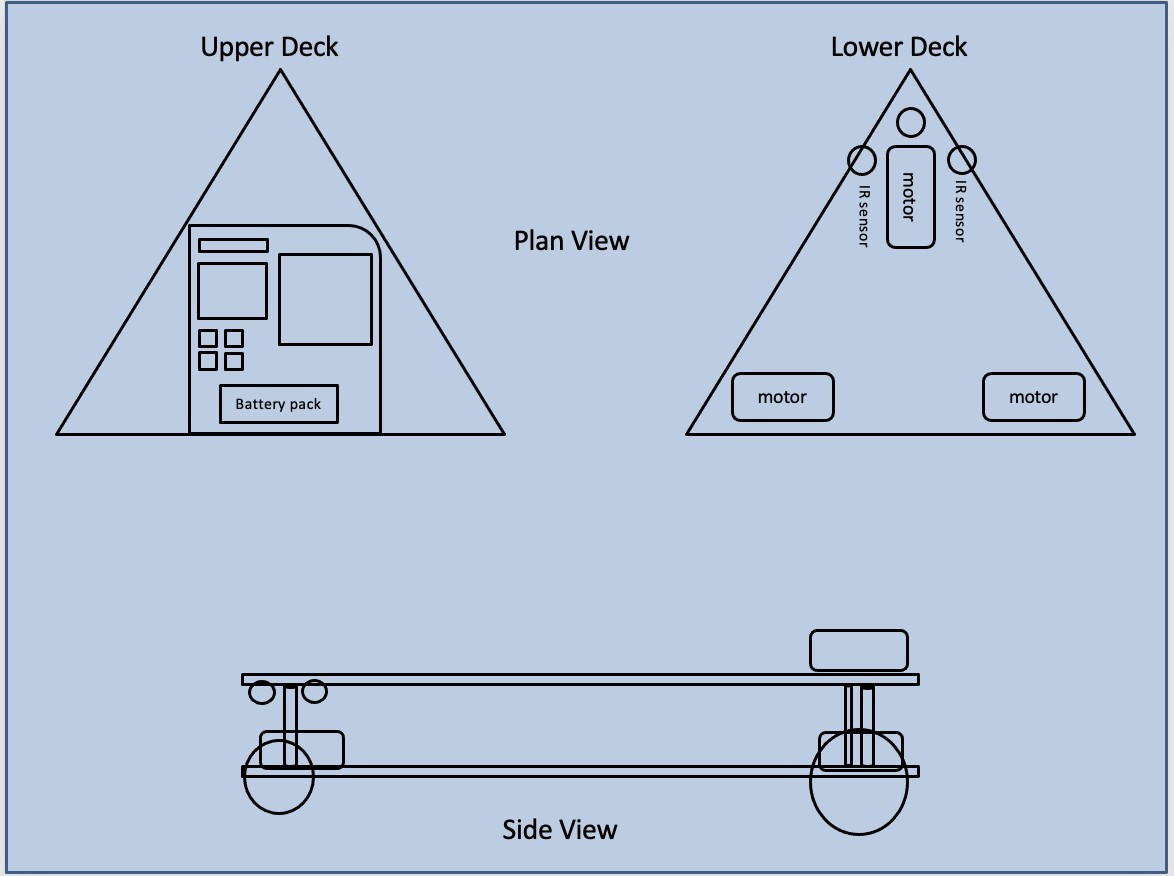 Upper Deck
Lower Deck
Plan View
IR sensor
motor
IR sensor
Battery pack
motor
motor
Side View